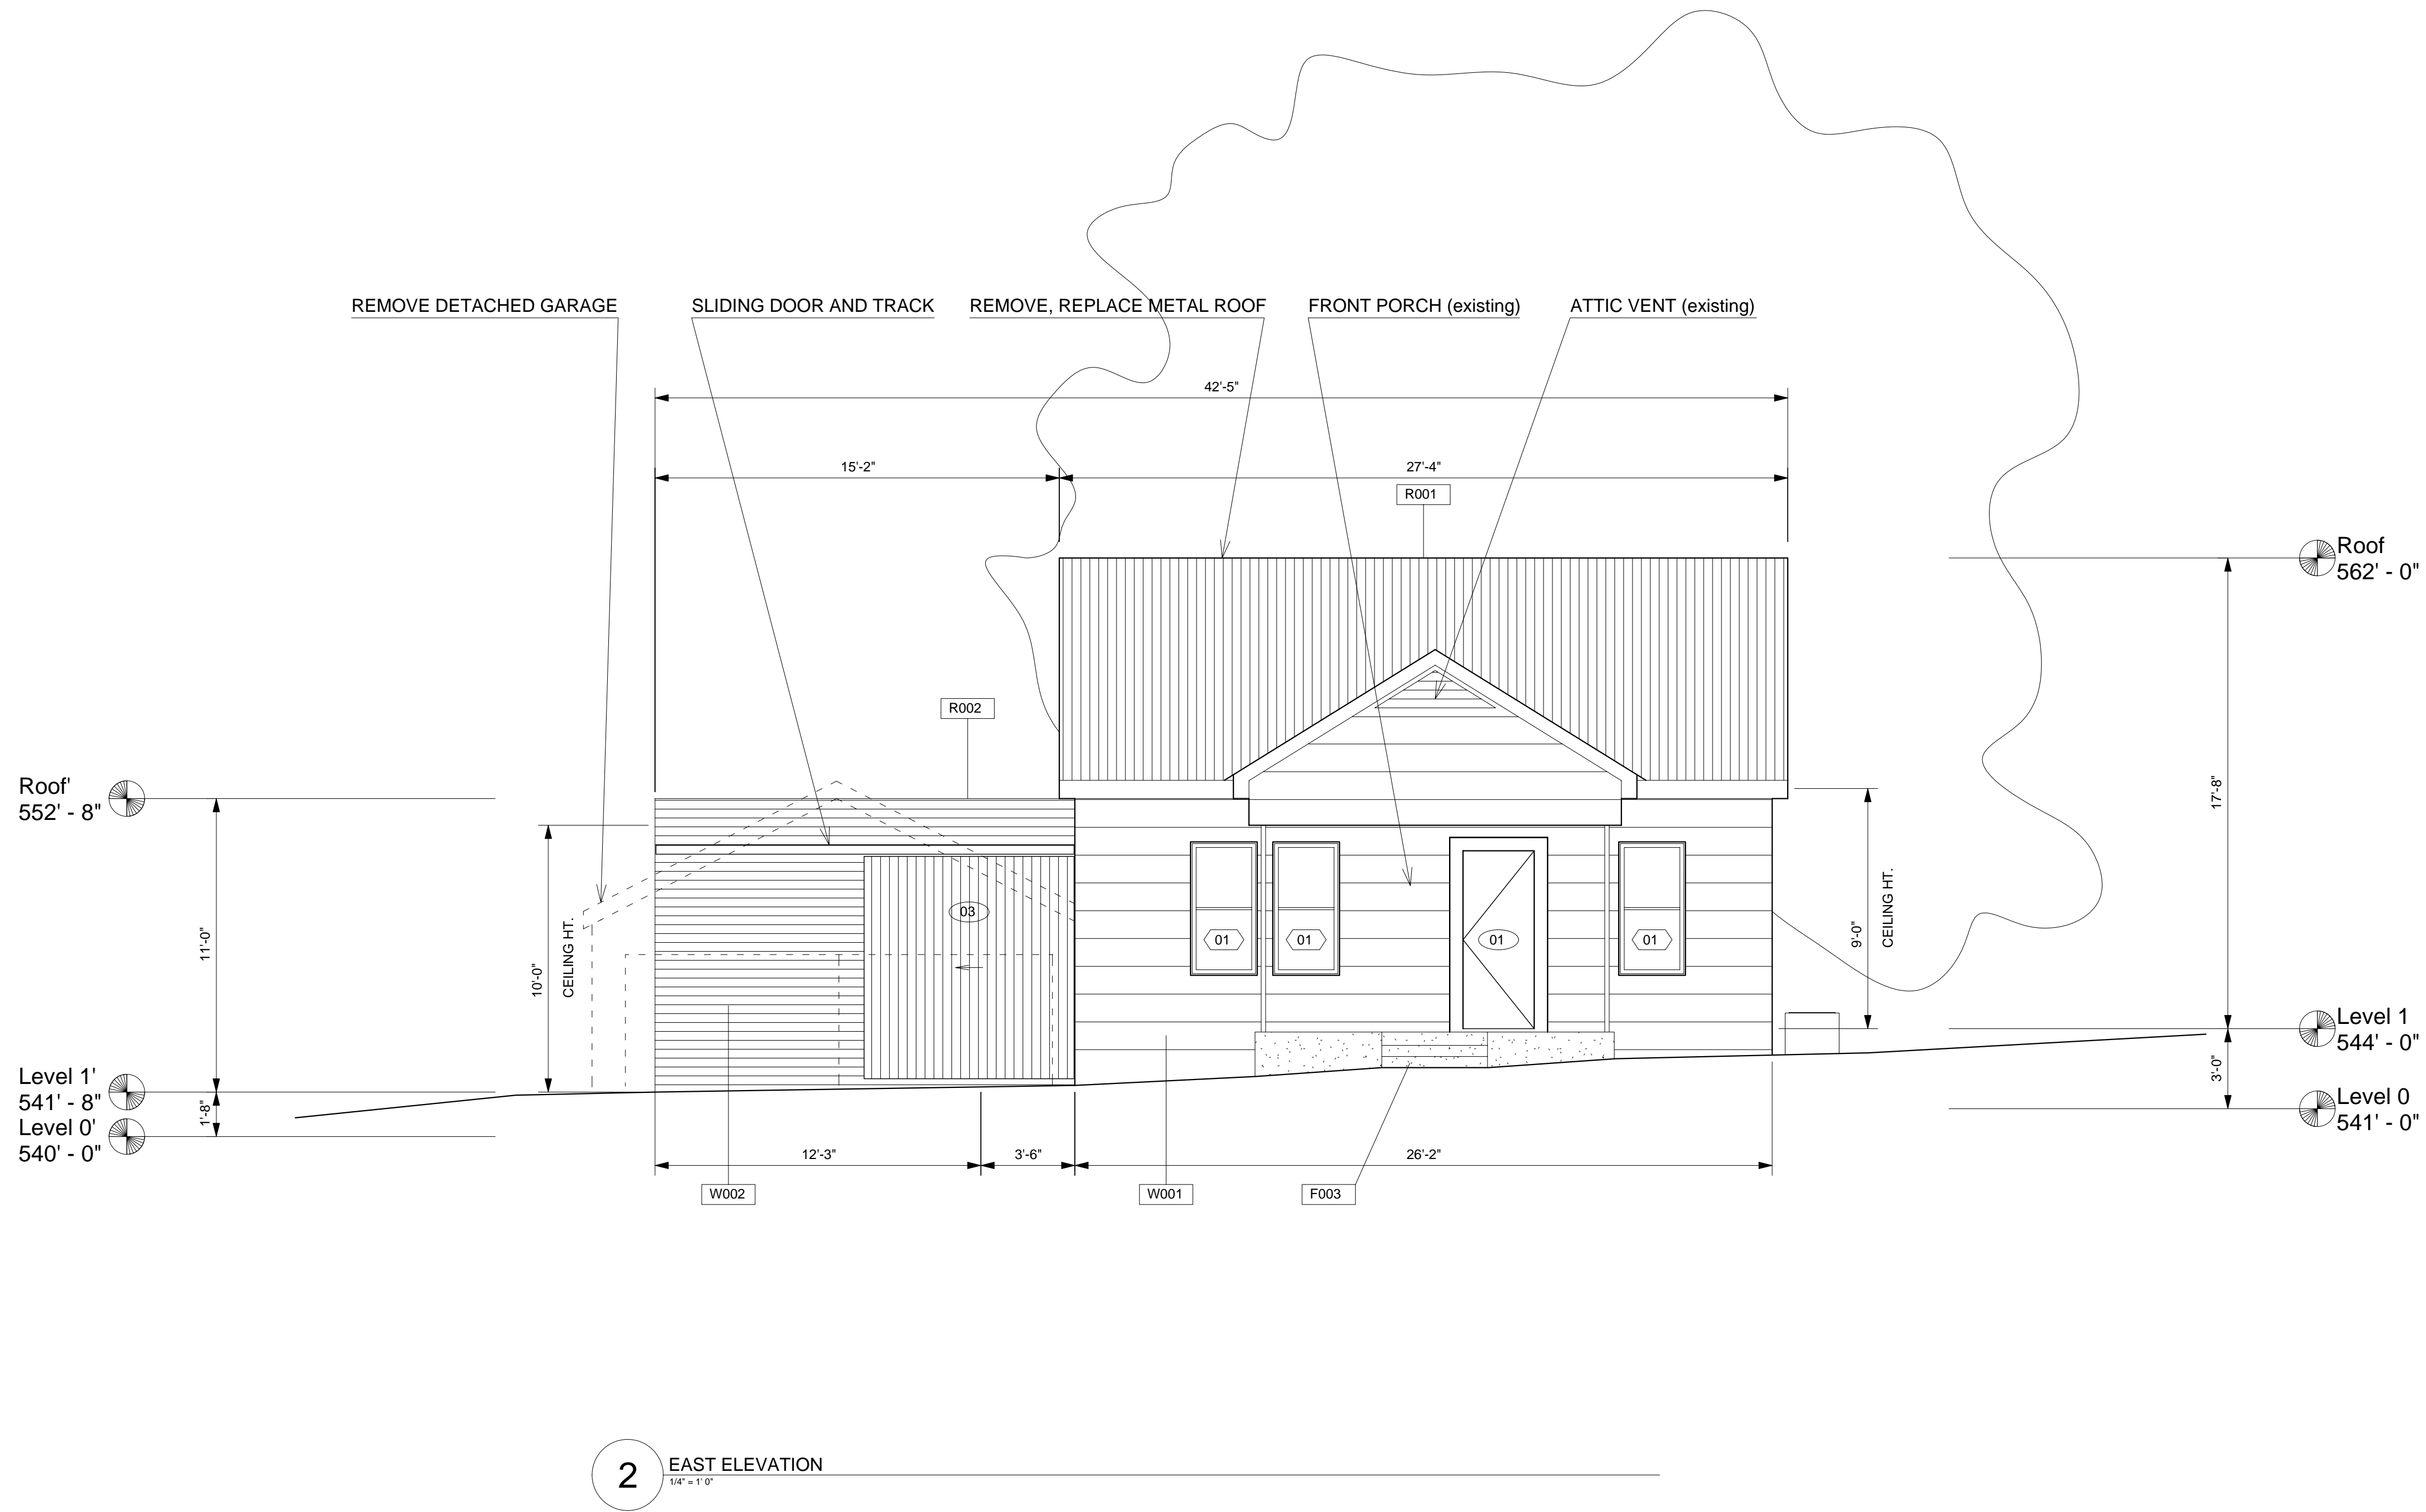 REMOVE DETACHED GARAGE
SLIDING DOOR AND TRACK
REMOVE, REPLACE METAL ROOF
FRONT PORCH (existing)
ATTIC VENT (existing)
42'-5"
15'-2"
27'-4"
R001
Roof
562' - 0"
R002
Roof'
552' - 8"
17'-8"
11'-0"
10'-0"
CEILING HT.
03
01
01
01
01
9'-0"
CEILING HT.
Level 1
544' - 0"
3'-0"
Level 0
541' - 0"
Level 1'
541' - 8"
1'-8"
Level 0'
540' - 0"
12'-3"
3'-6"
26'-2"
W002
W001
F003
2
EAST ELEVATION
1/4" = 1' 0"